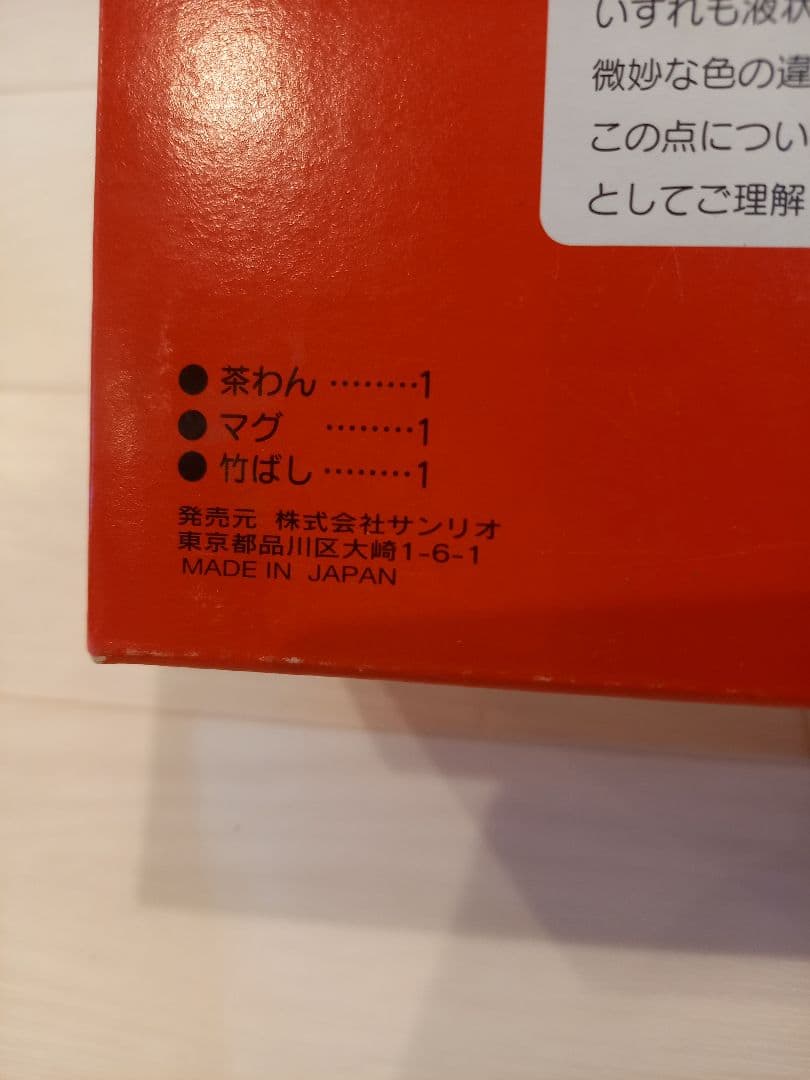 いずれも液状
微妙な色の違
この点につい
としてご理解
● 茶わん ………1
● マグ ………1
● 竹ばし ………1
発売元 株式会社サンリオ
東京都品川区大崎1-6-1
MADE IN JAPAN